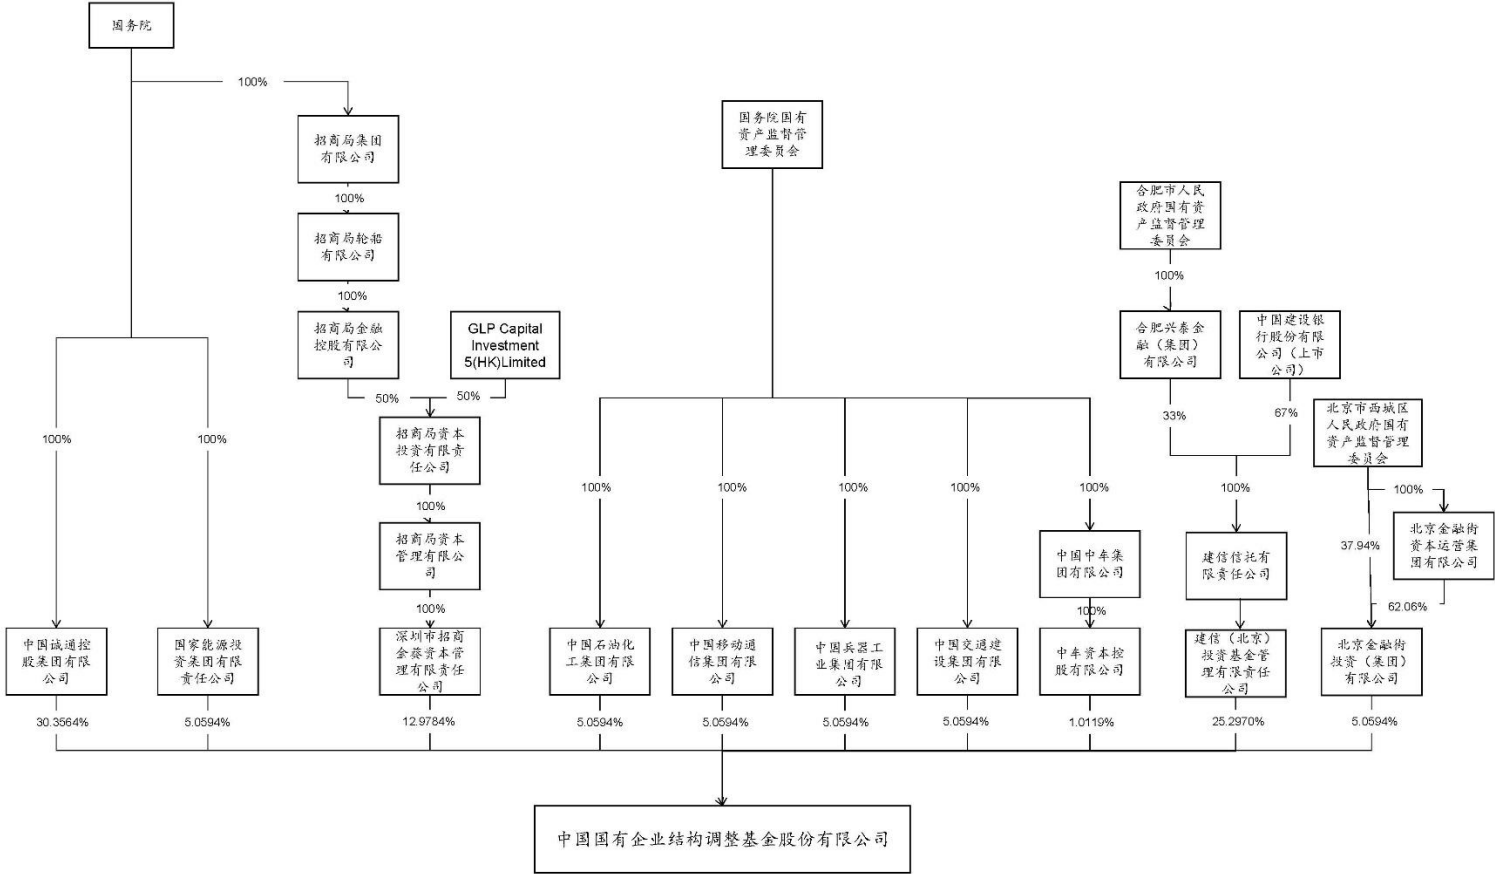 国务院
100%
招商局集团
有限公司
100%
招商局轮船
有限公司
100%
招商局金融
控股有限公
司
GLP Capital
Investment
5(HK)Limited
50%
50%
招商局资本
投资有限责
任公司
100%
招商局资本
管理有限公
司
100%
深圳市招商
金葵资本管
理有限责任
公司
12.9784%
100%
100%
中国诚通控
股集团有限
公司
30.3564%
国家能源投
资集团有限
责任公司
5.0594%
国务院国有
资产监督管
理委员会
100%
100%
100%
100%
100%
中国石油化
工集团有限
公司
5.0594%
中国移动通
信集团有限
公司
5.0594%
中国兵器工
业集团有限
公司
5.0594%
中国交通建
设集团有限
公司
5.0594%
中国中车集
团有限公司
100%
中车资本控
股有限公司
1.0119%
合肥市人民
政府国有资
产监督管理
委员会
100%
合肥兴泰金
融（集团）
有限公司
中国建设银
行股份有限
公司（上市
公司）
33%
67%
100%
建信信托有
限责任公司
100%
建信（北京）
投资基金管
理有限责任
公司
25.2970%
北京市西城区
人民政府国有
资产监督管理
委员会
100%
37.94%
北京金融街
资本运营集
团有限公司
62.06%
北京金融街
投资（集团）
有限公司
5.0594%
中国国有企业结构调整基金股份有限公司